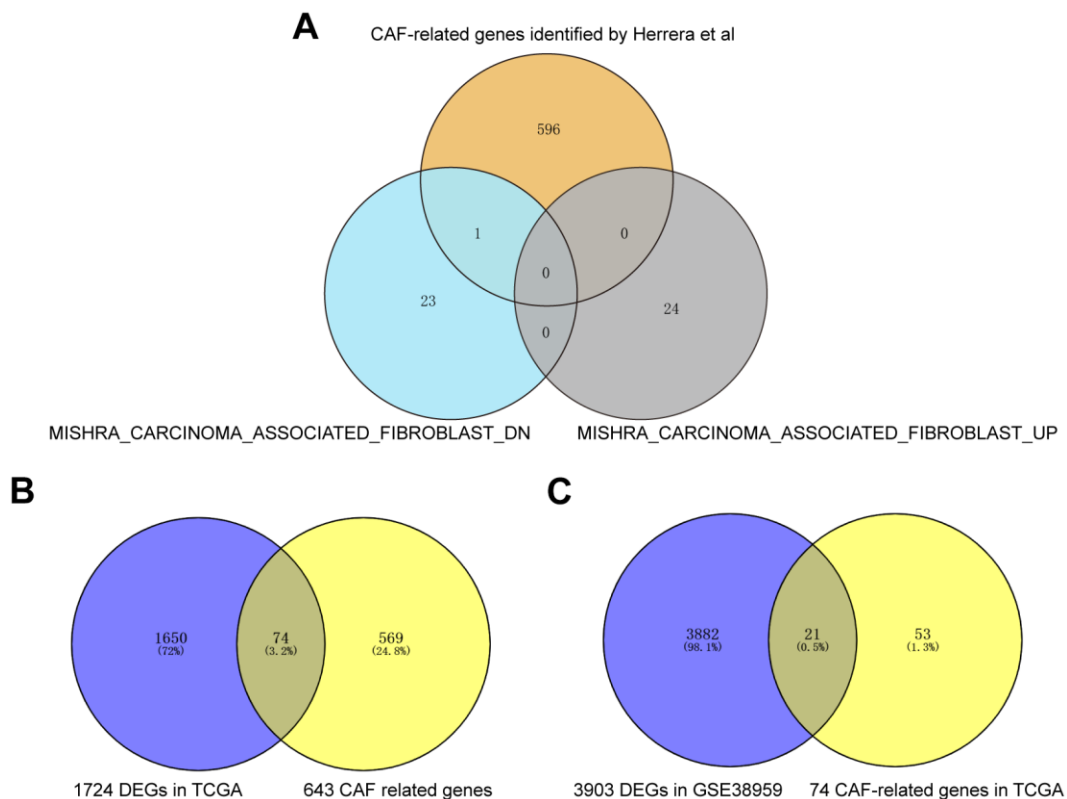 A
CAF-related genes identified by Herrera et al
596
1
0
0
23
24
0
MISHRA_CARCINOMA_ASSOCIATED_FIBROBLAST_DN
MISHRA_CARCINOMA_ASSOCIATED_FIBROBLAST_UP
B
1650
(72%)
74
(3.2%)
569
(24.8%)
1724 DEGs in TCGA
643 CAF related genes
C
3882
(98.1%)
21
(0.5%)
53
(1.3%)
3903 DEGs in GSE38959
74 CAF-related genes in TCGA